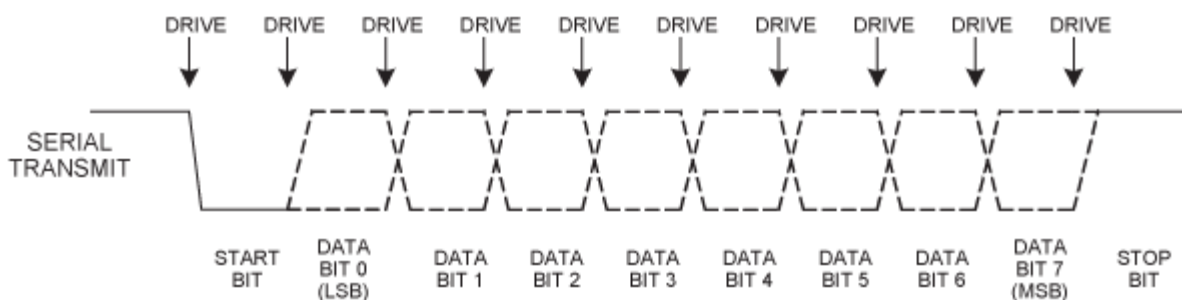 DRIVE DRIVE DRIVE DRIVE DRIVE DRIVE DRIVE DRIVE DRIVE DRIVE
SERIAL
TRANSMIT
START
BIT
DATA
BIT 0
(LSB)
DATA
BIT 1
DATA
BIT 2
DATA
BIT 3
DATA
BIT 4
DATA
BIT 5
DATA
BIT 6
DATA
BIT 7
(MSB)
STOP
BIT